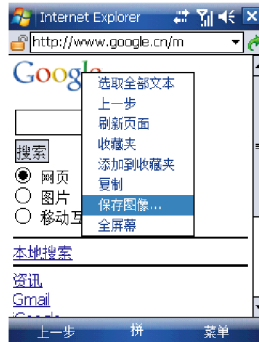 Internet Explorer
http://www.google.cn/m
Google
选取全部文本
上一步
刷新页面
收藏夹
添加到收藏夹
复制
保存图像...
全屏幕
搜索
网页
图片
移动互
本地搜索
资讯
Gmail
上一步 拼 菜单